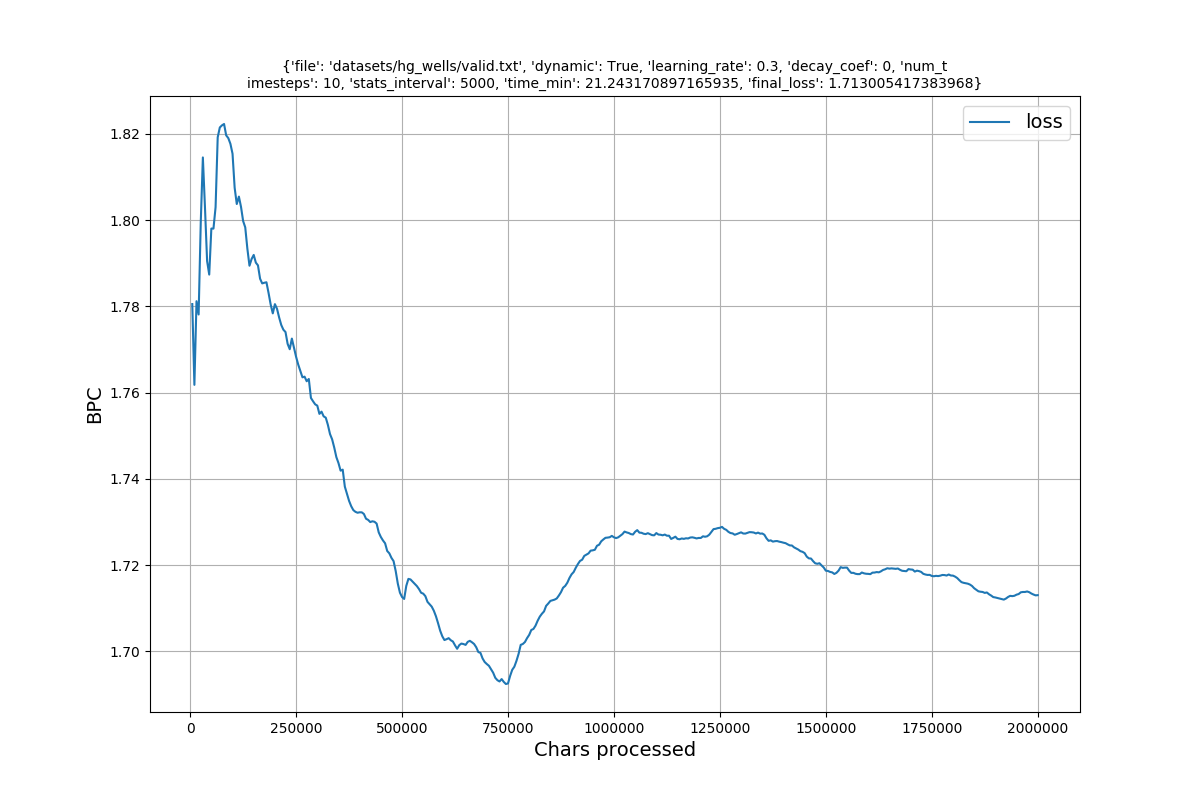 {'file': 'datasets/hg_wells/valid.txt', 'dynamic': True, 'learning_rate': 0.3, 'decay_coef': 0, 'num_t
imesteps': 10, 'stats_interval': 5000, 'time_min': 21.243170897165935, 'final_loss': 1.713005417383968}
loss
1.82
1.80
1.78
1.76
1.74
1.72
1.70
BPC
0 250000 500000 750000 1000000 1250000 1500000 1750000 2000000
Chars processed